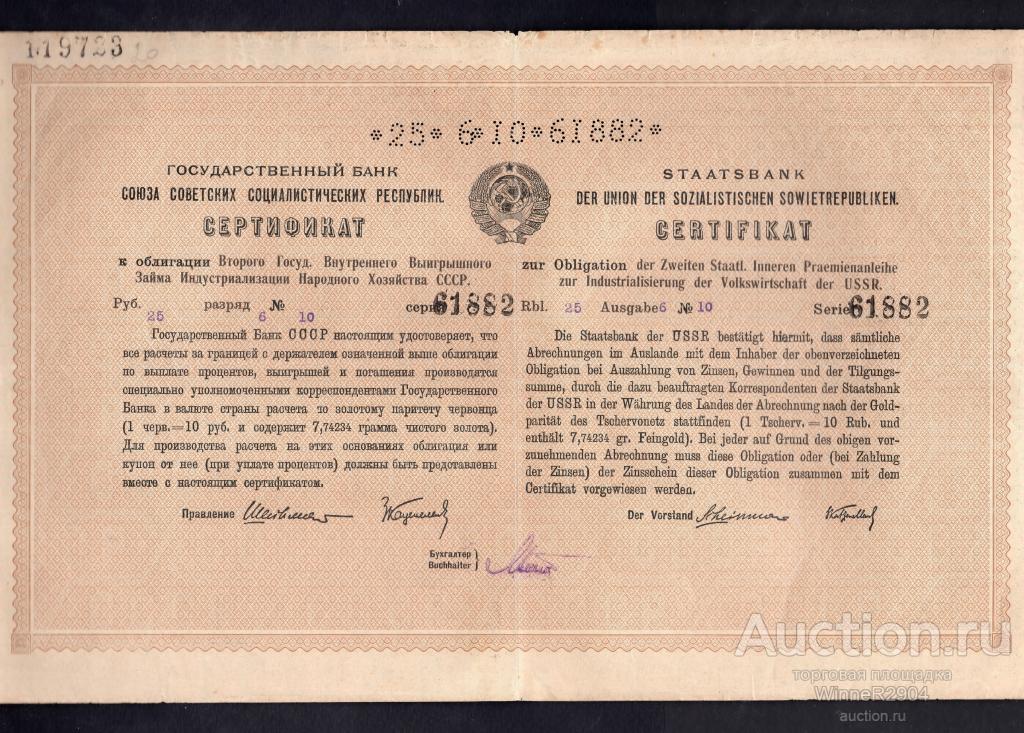 119723
*25* 6*10*61882*
ГОСУДАРСТВЕННЫЙ БАНК
СОЮЗА СОВЕТСКИХ СОЦИАЛИСТИЧЕСКИХ РЕСПУБЛИК.
СЕРТИФИКАТ
к облигации Второго Госуд. Внутреннего Выигрышного
Займа Индустриализации Народного Хозяйства СССР.
Руб. 25 разряд 6 № 10 серия 61882
Государственный Банк СССР настоящим удостоверяет, что
все расчеты за границей с держателем означенной выше облигации
по выплате процентов, выигрышей и погашения производятся
специально уполномоченными корреспондентами Государственного
Банка в валюте страны расчета по золотому паритету червонца
(1 черв.=10 руб. и содержит 7,74234 грамма чистого золота).
Для производства расчета на этих основаниях облигация или
купон от нее (при уплате процентов) должны быть представлены
вместе с настоящим сертификатом.
Правление
STAATSBANK
DER UNION DER SOZIALISTISCHEN SOWIETREPUBLIKEN.
CERTIFIKAT
zur Obligation der Zweiten Staatl. Inneren Praemienanleihe
zur Industrialisierung der Volkswirtschaft der USSR.
Rbl. 25 Ausgabe 6 № 10 Serie 61882
Die Staatsbank der USSR bestätigt hiermit, dass sämtliche
Abrechnungen im Auslande mit dem Inhaber der obenverzeichneten
Obligation bei Auszahlung von Zinsen, Gewinnen und der Tilgungs-
summe, durch die dazu beauftragten Korrespondenten der Staatsbank
der USSR in der Währung des Landes der Abrechnung nach der Gold-
parität des Tschervonetz stattfinden (1 Tscherv.=10 Rub. und
enthält 7,74234 gr. Feingold). Bei jeder auf Grund des obigen vor-
zunehmenden Abrechnung muss diese Obligation oder (bei Zahlung
der Zinsen) der Zinsschein dieser Obligation zusammen mit dem
Certifikat vorgewiesen werden.
Der Vorstand
Бухгалтер
Buchhalter
Auction.ru
торговая площадка
WinneR2904
auction.ru